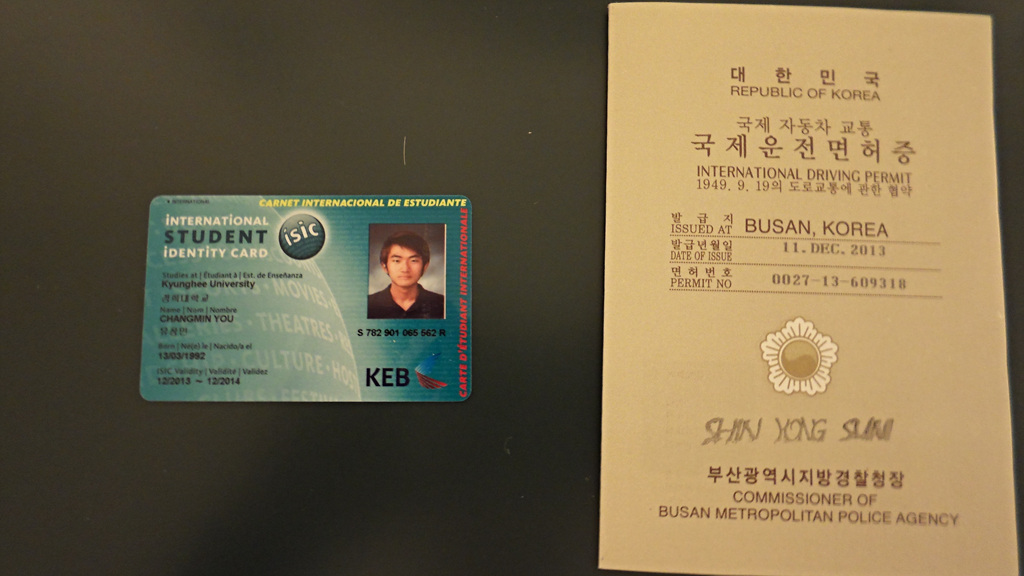 INTERNATIONAL
CARNET INTERNACIONAL DE ESTUDIANTE
iNTERNATiONAL
STUDENT
iDENTiTY CARD
isic
Studies at | Étudiant à | Est. de Enseñanza
Kyunghee University
경희대학교
Name | Nom | Nombre
CHANGMIN YOU
Born | Né(e) le | Nacido/a el
13/03/1992
ISIC Validity | Validité | Validez
12/2013 ~ 12/2014
S 782 901 065 562 R
KEB
CARTE D'ÉTUDIANT INTERNATIONALE
MOVIES
THEATRES
CULTURE
대 한 민 국
REPUBLIC OF KOREA
국제 자동차 교통
국제운전면허증
INTERNATIONAL DRIVING PERMIT
1949. 9. 19의 도로교통에 관한 협약
발 급 지
ISSUED AT BUSAN, KOREA
발급년월일
DATE OF ISSUE 11. DEC. 2013
면 허 번 호
PERMIT NO 0027-13-609318
SHIN YONG SUN
부산광역시지방경찰청장
COMMISSIONER OF
BUSAN METROPOLITAN POLICE AGENCY